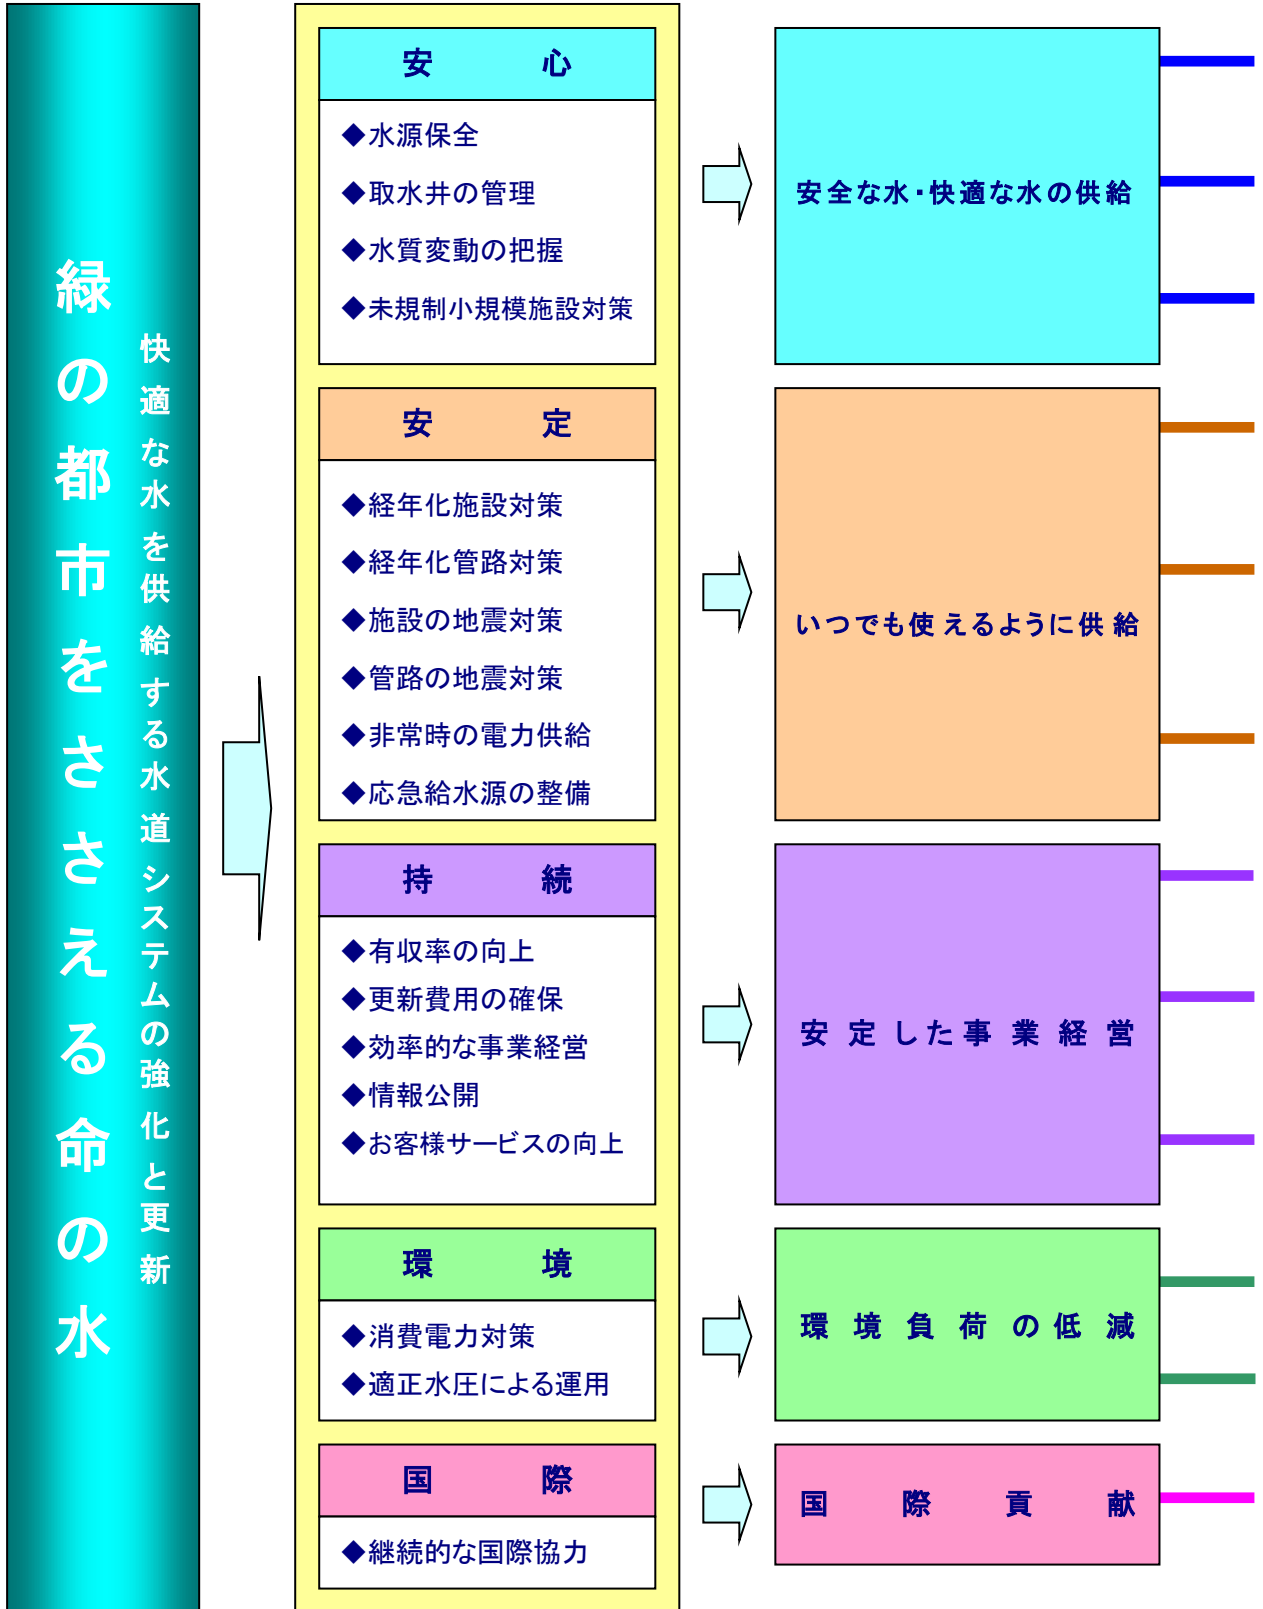 緑の都市をささえる命の水
快適な水を供給する水道システムの強化と更新
安心
◆水源保全
◆取水井の管理
◆水質変動の把握
◆未規制小規模施設対策
安全な水・快適な水の供給
安定
◆経年化施設対策
◆経年化管路対策
◆施設の地震対策
◆管路の地震対策
◆非常時の電力供給
◆応急給水源の整備
いつでも使えるように供給
持続
◆有収率の向上
◆更新費用の確保
◆効率的な事業経営
◆情報公開
◆お客様サービスの向上
安定した事業経営
環境
◆消費電力対策
◆適正水圧による運用
環境負荷の低減
国際
◆継続的な国際協力
国際貢献